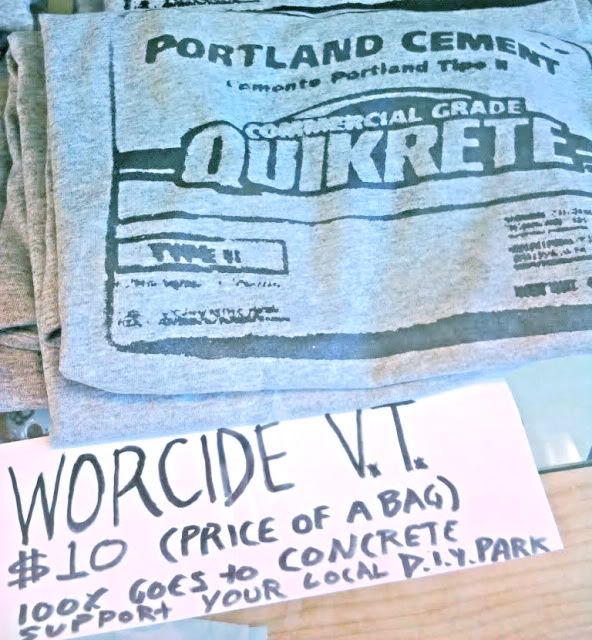 PORTLAND CEMENT
Cemento Portland Tipo II
COMMERCIAL GRADE
QUIKRETE
TYPE II
WORCIDE V.T.
$10 (PRICE OF A BAG)
100% GOES to CONCRETE
SUPPORT YOUR LOCAL D.I.Y. PARK